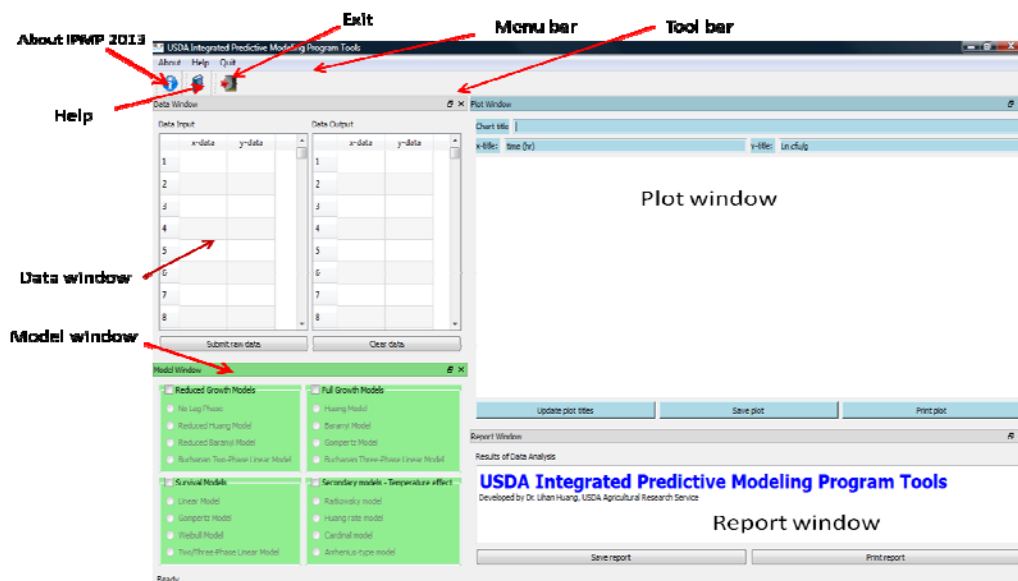 Exit
Menu bar
Tool bar
About IPMP 2013
USDA Integrated Predictive Modeling Program Tools
About Help Quit
Help
Data Window
Plot Window
Data Input
Data Output
Chart title
x-title: time (hr)
y-title: Ln cfu/g
x-data y-data
x-data y-data
1
2
3
4
5
6
7
8
1
2
3
4
5
6
7
8
Plot window
Data window
Submit raw data
Clear data
Model window
Model Window
Reduced Growth Models
No Lag Phase
Reduced Huang Model
Reduced Baranyi Model
Buchanan Two-Phase Linear Model
Full Growth Models
Huang Model
Baranyi Model
Gompertz Model
Buchanan Three-Phase Linear Model
Survival Models
Linear Model
Gompertz Model
Weibull Model
Two/Three-Phase Linear Model
Secondary models - Temperature effect
Ratkowsky model
Huang rate model
Cardinal model
Arrhenius-type model
Update plot titles
Save plot
Print plot
Report Window
Results of Data Analysis
USDA Integrated Predictive Modeling Program Tools
Developed by Dr. Lihan Huang, USDA Agricultural Research Service
Report window
Save report
Print report
Ready